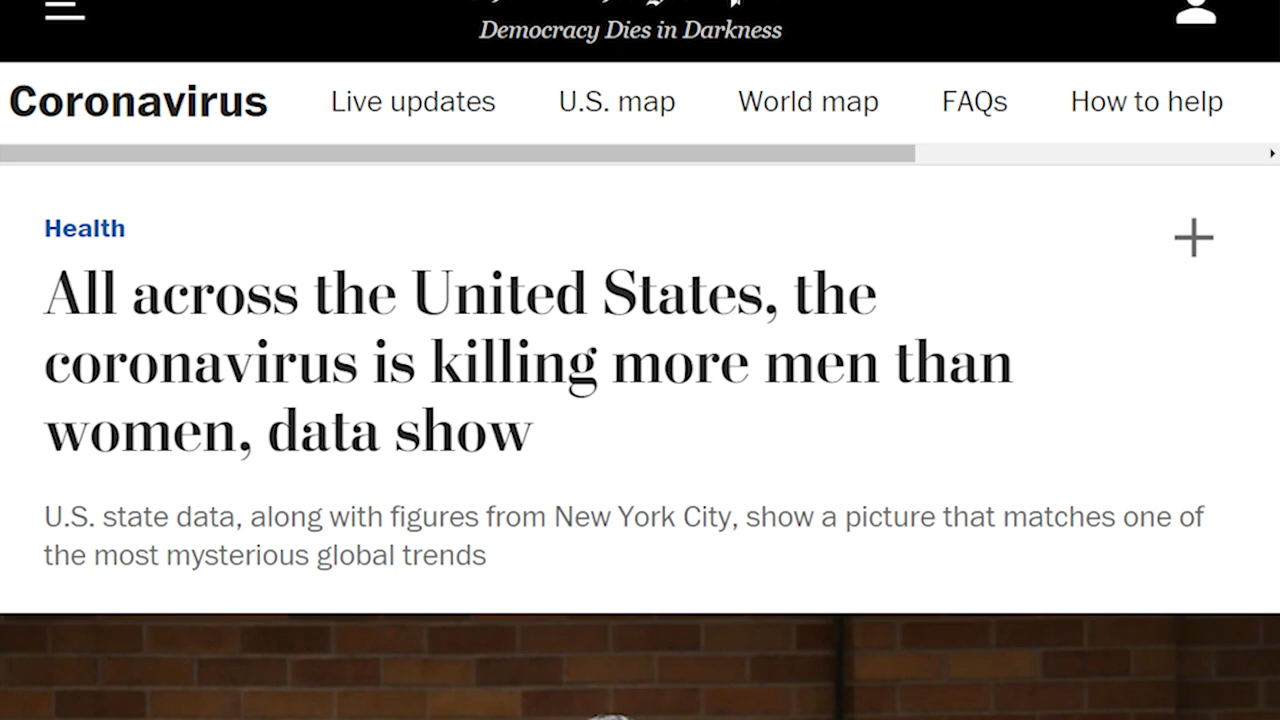 Democracy Dies in Darkness
Coronavirus Live updates U.S. map World map FAQs How to help
Health
All across the United States, the
coronavirus is killing more men than
women, data show
U.S. state data, along with figures from New York City, show a picture that matches one of
the most mysterious global trends